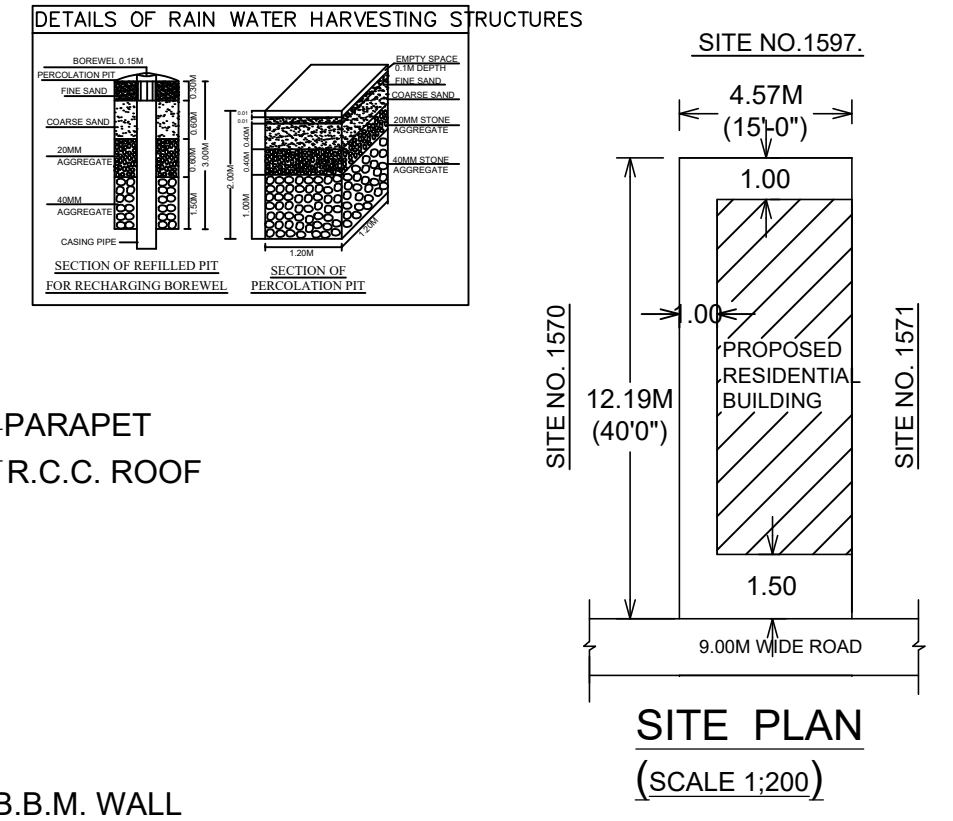 DETAILS OF RAIN WATER HARVESTING STRUCTURES
BOREWEL 0.15M
PERCOLATION PIT
FINE SAND
COARSE SAND
20MM
AGGREGATE
40MM
AGGREGATE
CASING PIPE
0.30M
0.60M
0.60M
1.50M
3.00M
SECTION OF REFILLED PIT
FOR RECHARGING BOREWEL
EMPTY SPACE
0.1M DEPTH
FINE SAND
COARSE SAND
20MM STONE
AGGREGATE
40MM STONE
AGGREGATE
0.01
0.01
0.40M
0.40M
1.00M
2.00M
1.20M
1.20M
SECTION OF
PERCOLATION PIT
PARAPET
R.C.C. ROOF
B.B.M. WALL
SITE NO.1597.
4.57M
(15'-0")
1.00
1.00
SITE NO. 1570
12.19M
(40'0")
PROPOSED
RESIDENTIAL
BUILDING
SITE NO. 1571
1.50
9.00M WIDE ROAD
SITE PLAN
(SCALE 1;200)